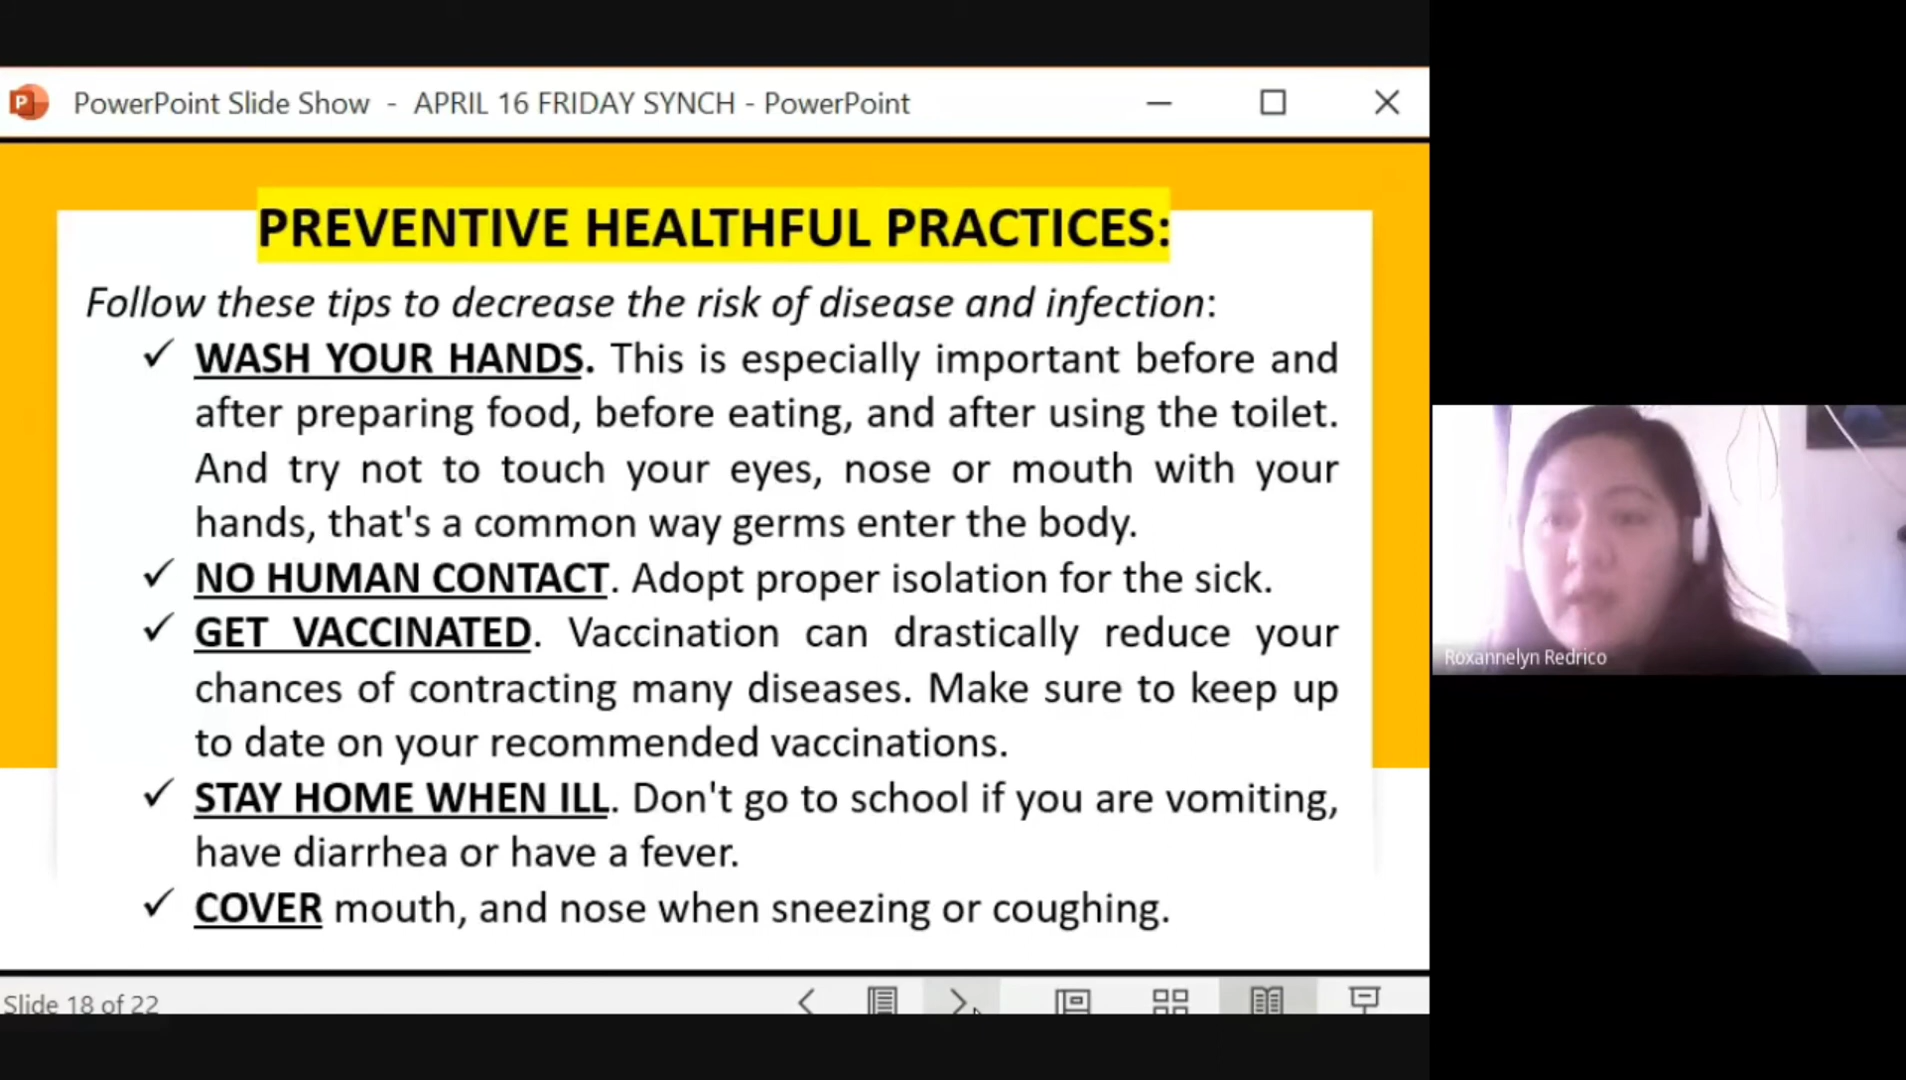 PowerPoint Slide Show - APRIL 16 FRIDAY SYNCH - PowerPoint
PREVENTIVE HEALTHFUL PRACTICES:
Follow these tips to decrease the risk of disease and infection:
✓ WASH YOUR HANDS. This is especially important before and
after preparing food, before eating, and after using the toilet.
And try not to touch your eyes, nose or mouth with your
hands, that's a common way germs enter the body.
✓ NO HUMAN CONTACT. Adopt proper isolation for the sick.
✓ GET VACCINATED. Vaccination can drastically reduce your
chances of contracting many diseases. Make sure to keep up
to date on your recommended vaccinations.
✓ STAY HOME WHEN ILL. Don't go to school if you are vomiting,
have diarrhea or have a fever.
✓ COVER mouth, and nose when sneezing or coughing.
Slide 18 of 22
Roxannelyn Redrico